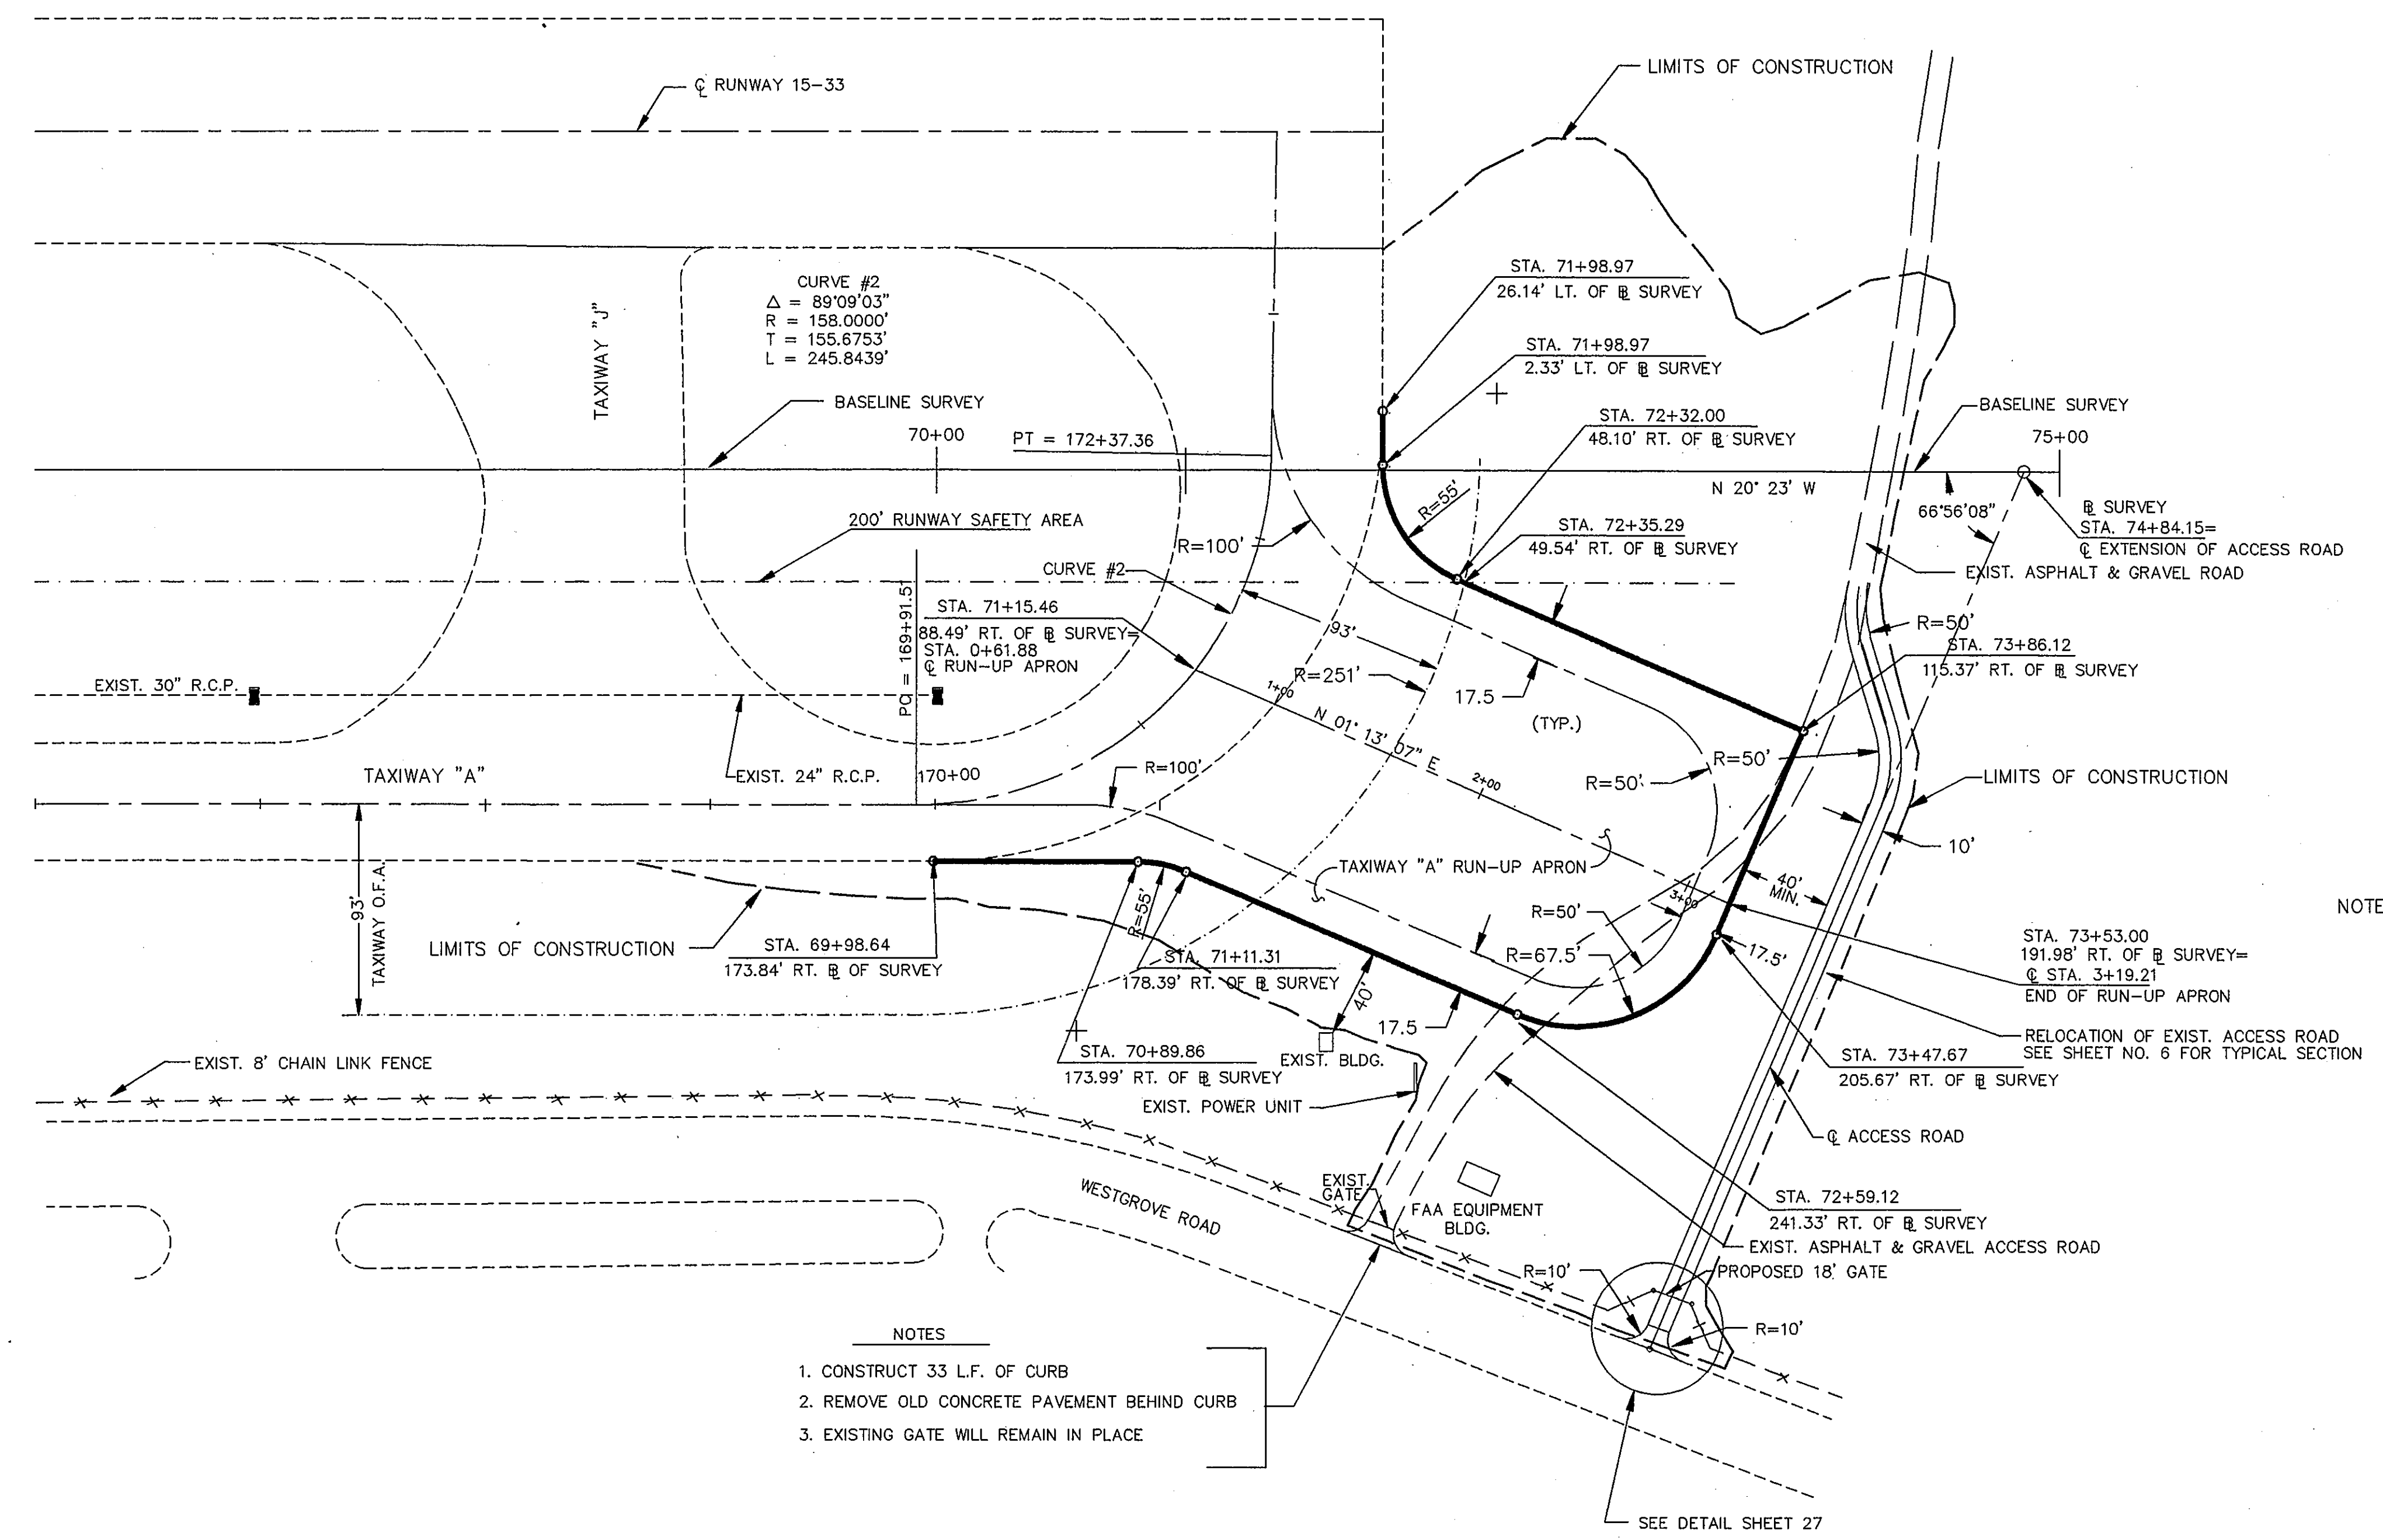 LIMITS OF CONSTRUCTION
℄ RUNWAY 15-33
CURVE #2
Δ = 89°09'03"
R = 158.0000'
T = 155.6753'
L = 245.8439'
TAXIWAY "J"
STA. 71+98.97
26.14' LT. OF ℄ SURVEY
STA. 71+98.97
2.33' LT. OF ℄ SURVEY
BASELINE SURVEY
70+00
PT = 172+37.36
STA. 72+32.00
48.10' RT. OF ℄ SURVEY
BASELINE SURVEY
75+00
N 20° 23' W
R=55'
66°56'08"
℄ SURVEY
STA. 74+84.15=
℄ EXTENSION OF ACCESS ROAD
200' RUNWAY SAFETY AREA
R=100'
STA. 72+35.29
49.54' RT. OF ℄ SURVEY
CURVE #2
EXIST. ASPHALT & GRAVEL ROAD
PC = 169+91.51
STA. 71+15.46
88.49' RT. OF ℄ SURVEY=
STA. 0+61.88
℄ RUN-UP APRON
93'
R=50'
STA. 73+86.12
115.37' RT. OF ℄ SURVEY
EXIST. 30" R.C.P.
R=251'
1+00
17.5
(TYP.)
N 01° 13' 07" E
TAXIWAY "A"
EXIST. 24" R.C.P.
170+00
R=100'
2+00
R=50'
R=50'
LIMITS OF CONSTRUCTION
10'
TAXIWAY "A" RUN-UP APRON
40'
MIN.
3+00
93'
TAXIWAY O.F.A.
R=55'
R=50'
NOTE
LIMITS OF CONSTRUCTION
STA. 69+98.64
173.84' RT. ℄ OF SURVEY
STA. 71+11.31
178.39' RT. OF ℄ SURVEY
R=67.5'
17.5'
STA. 73+53.00
191.98' RT. OF ℄ SURVEY=
℄ STA. 3+19.21
END OF RUN-UP APRON
40'
17.5
EXIST. 8' CHAIN LINK FENCE
STA. 70+89.86
173.99' RT. OF ℄ SURVEY
EXIST. BLDG.
RELOCATION OF EXIST. ACCESS ROAD
SEE SHEET NO. 6 FOR TYPICAL SECTION
STA. 73+47.67
205.67' RT. OF ℄ SURVEY
EXIST. POWER UNIT
℄ ACCESS ROAD
WESTGROVE ROAD
EXIST.
GATE
FAA EQUIPMENT
BLDG.
STA. 72+59.12
241.33' RT. OF ℄ SURVEY
EXIST. ASPHALT & GRAVEL ACCESS ROAD
R=10'
PROPOSED 18' GATE
R=10'
NOTES
1. CONSTRUCT 33 L.F. OF CURB
2. REMOVE OLD CONCRETE PAVEMENT BEHIND CURB
3. EXISTING GATE WILL REMAIN IN PLACE
SEE DETAIL SHEET 27